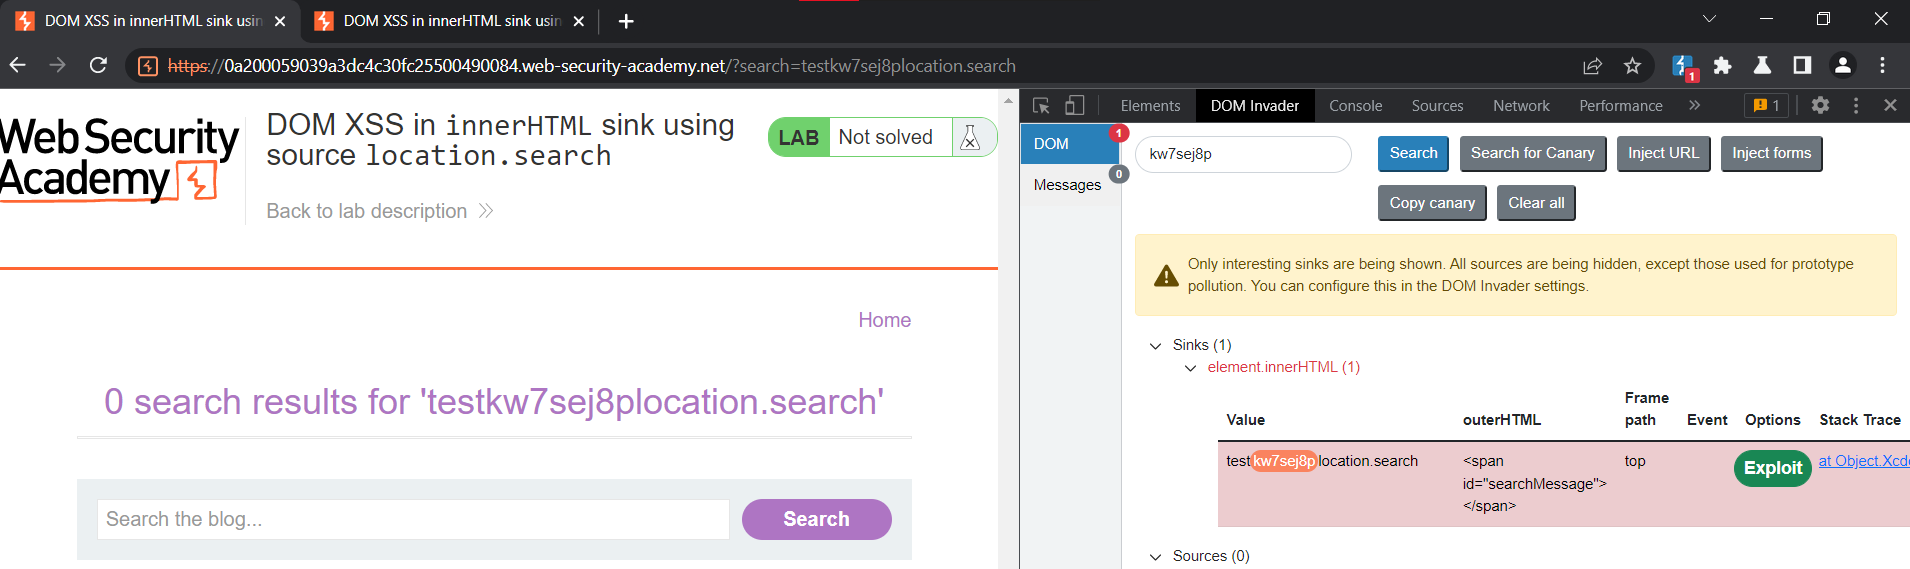 DOM XSS in innerHTML sink usin
DOM XSS in innerHTML sink usin
https://0a200059039a3dc4c30fc25500490084.web-security-academy.net/?search=testkw7sej8plocation.search
1
Web Security
Academy
DOM XSS in innerHTML sink using
source location.search
Back to lab description
LAB Not solved
Home
0 search results for 'testkw7sej8plocation.search'
Search the blog...
Search
Elements DOM Invader Console Sources Network Performance 1
DOM 1
Messages 0
kw7sej8p
Search Search for Canary Inject URL Inject forms
Copy canary Clear all
Only interesting sinks are being shown. All sources are being hidden, except those used for prototype
pollution. You can configure this in the DOM Invader settings.
Sinks (1)
element.innerHTML (1)
Value outerHTML Frame path Event Options Stack Trace
testkw7sej8plocation.search <span top Exploit at Object.Xcd
id="searchMessage">
</span>
Sources (0)